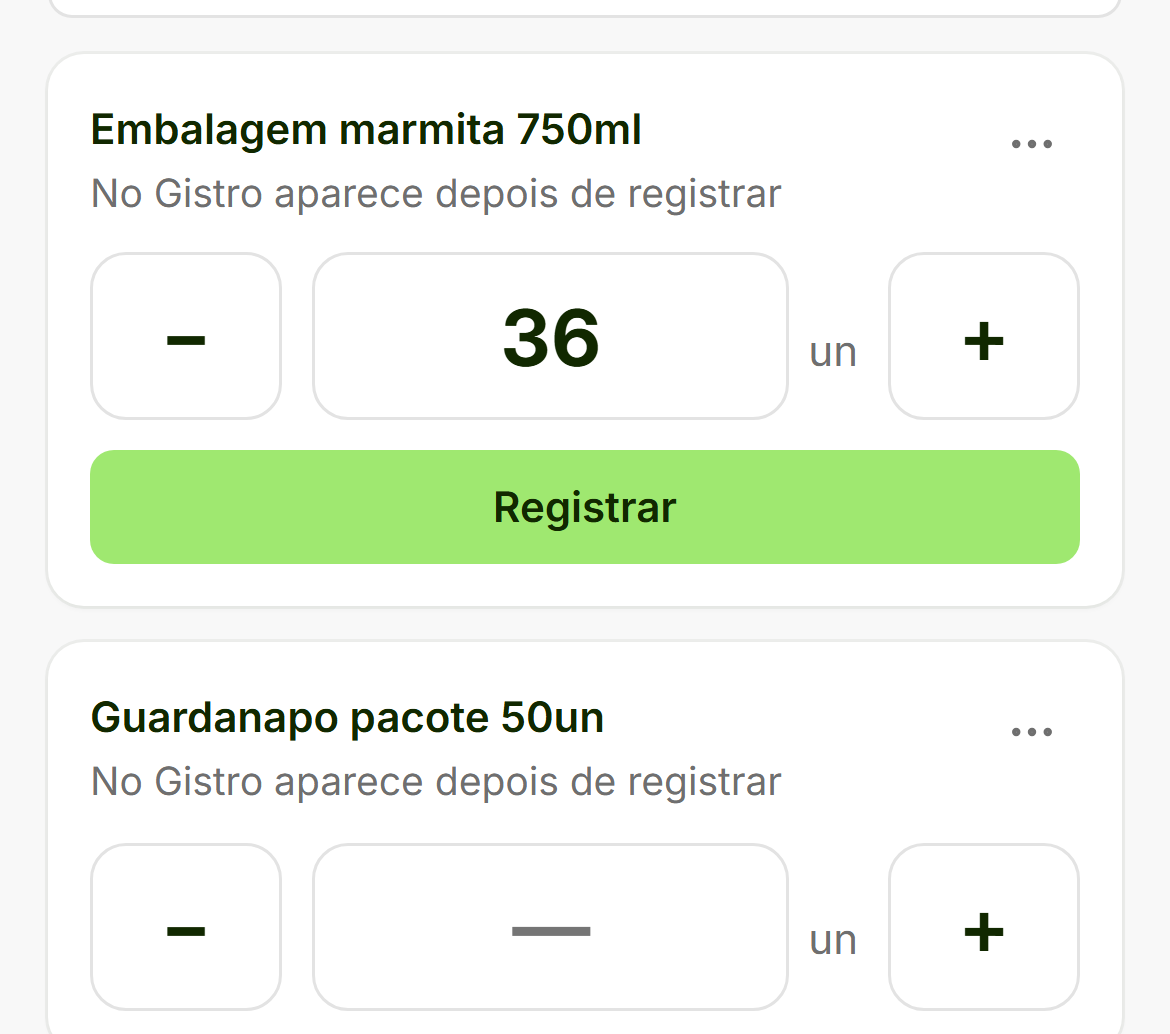 Embalagem marmita 750ml
...
No Gistro aparece depois de registrar
− 36 un +
Registrar
Guardanapo pacote 50un
...
No Gistro aparece depois de registrar
− — un +